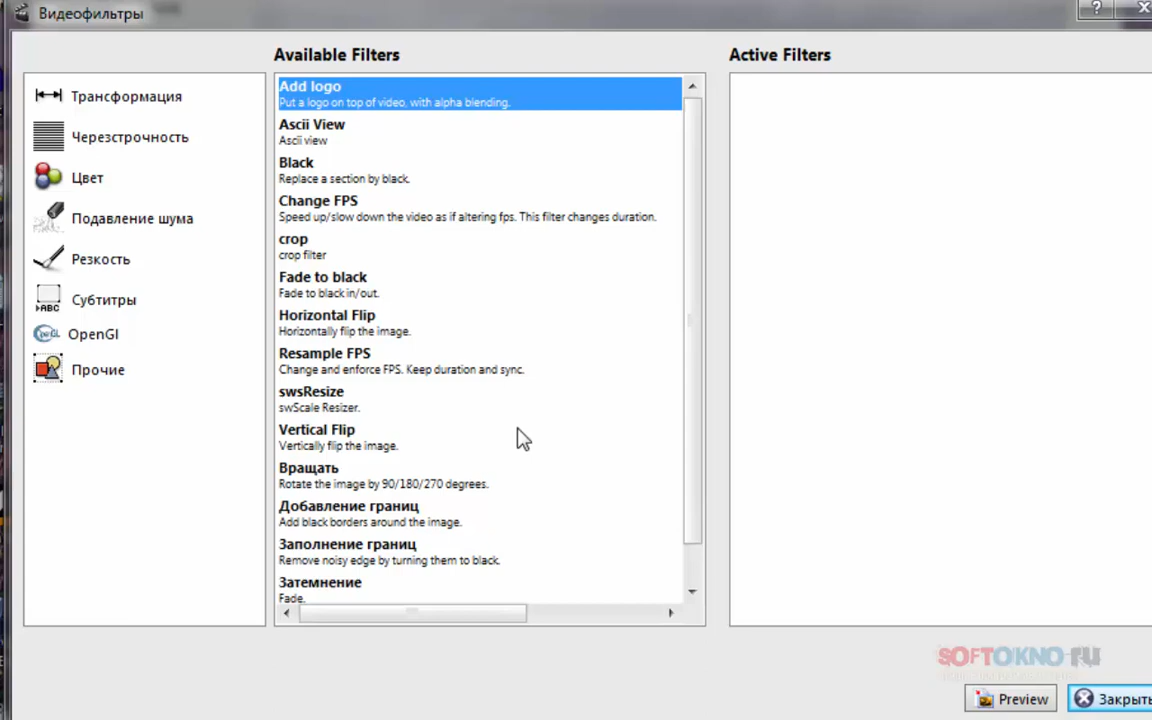 Видеофильтры
?
Available Filters
Active Filters
Трансформация
Черезстрочность
Цвет
Подавление шума
Резкость
ABC
Субтитры
OpenGl
Прочие
Add logo
Put a logo on top of video, with alpha blending.
Ascii View
Ascii view
Black
Replace a section by black.
Change FPS
Speed up/slow down the video as if altering fps. This filter changes duration.
crop
crop filter
Fade to black
Fade to black in/out.
Horizontal Flip
Horizontally flip the image.
Resample FPS
Change and enforce FPS. Keep duration and sync.
swsResize
swScale Resizer.
Vertical Flip
Vertically flip the image.
Вращать
Rotate the image by 90/180/270 degrees.
Добавление границ
Add black borders around the image.
Заполнение границ
Remove noisy edge by turning them to black.
Затемнение
Fade.
SOFTOKNO RU
Preview
Закрыть